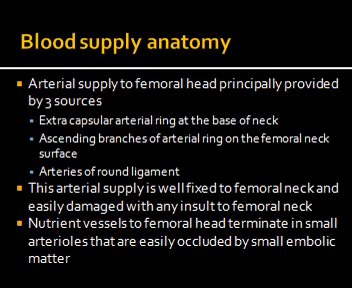 Blood supply anatomy
Arterial supply to femoral head principally provided
by 3 sources
Extra capsular arterial ring at the base of neck
Ascending branches of arterial ring on the femoral neck
surface
Arteries of round ligament
This arterial supply is well fixed to femoral neck and
easily damaged with any insult to femoral neck
Nutrient vessels to femoral head terminate in small
arterioles that are easily occluded by small embolic
matter